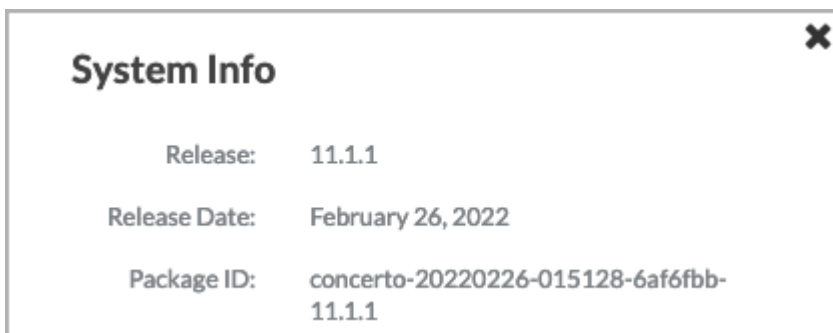 System Info
Release: 11.1.1
Release Date: February 26, 2022
Package ID: concerto-20220226-015128-6af6fbb-
11.1.1